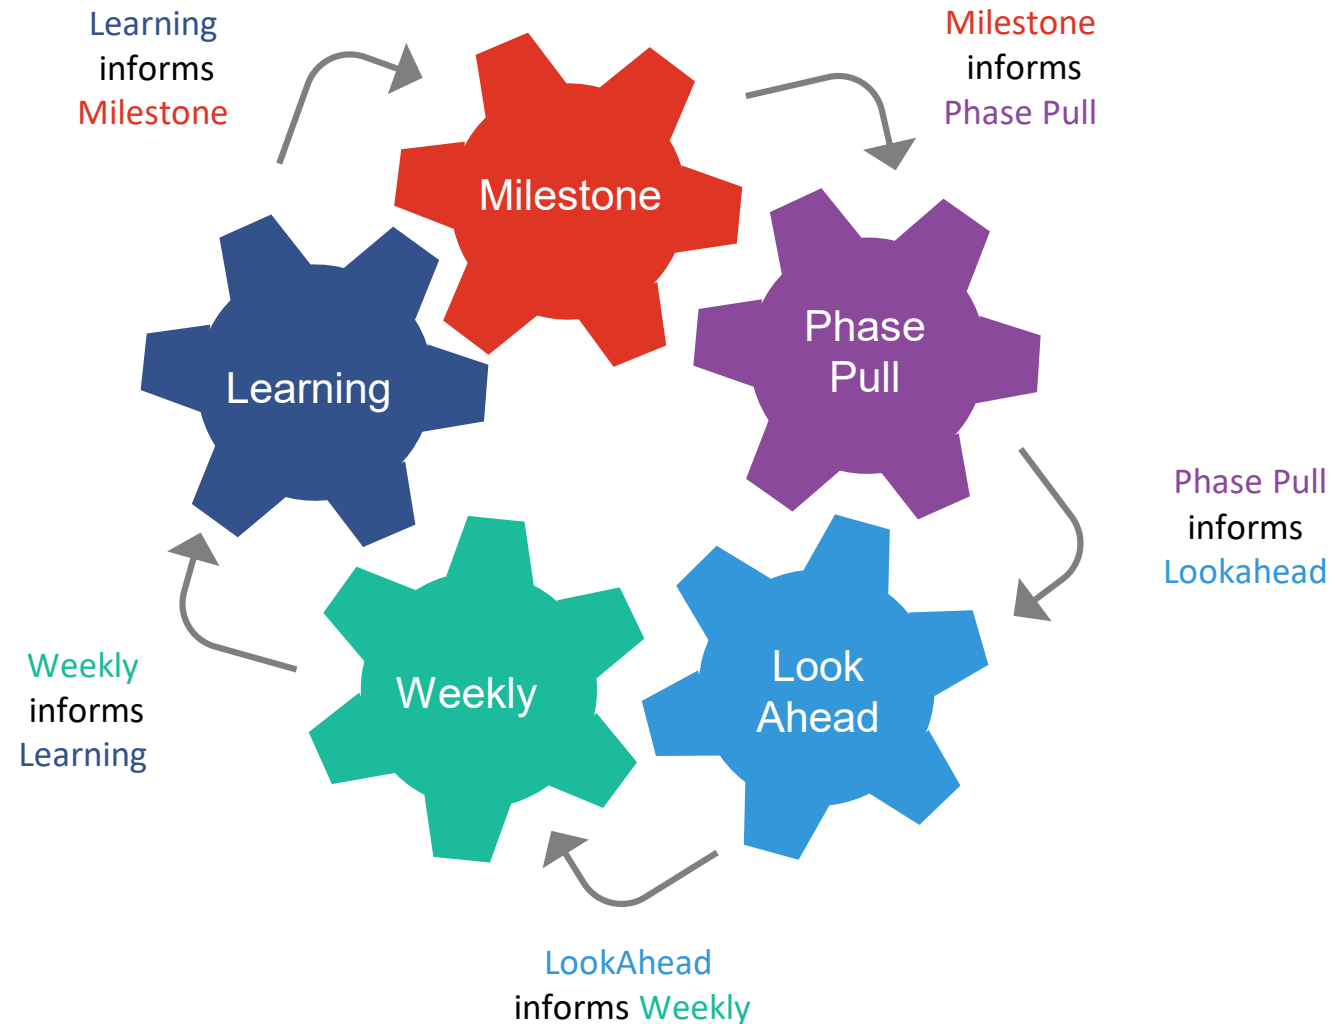 Learning
informs
Milestone
Milestone
informs
Phase Pull
Milestone
Phase
Pull
Learning
Phase Pull
informs
Lookahead
Look
Ahead
Weekly
Weekly
informs
Learning
LookAhead
informs Weekly